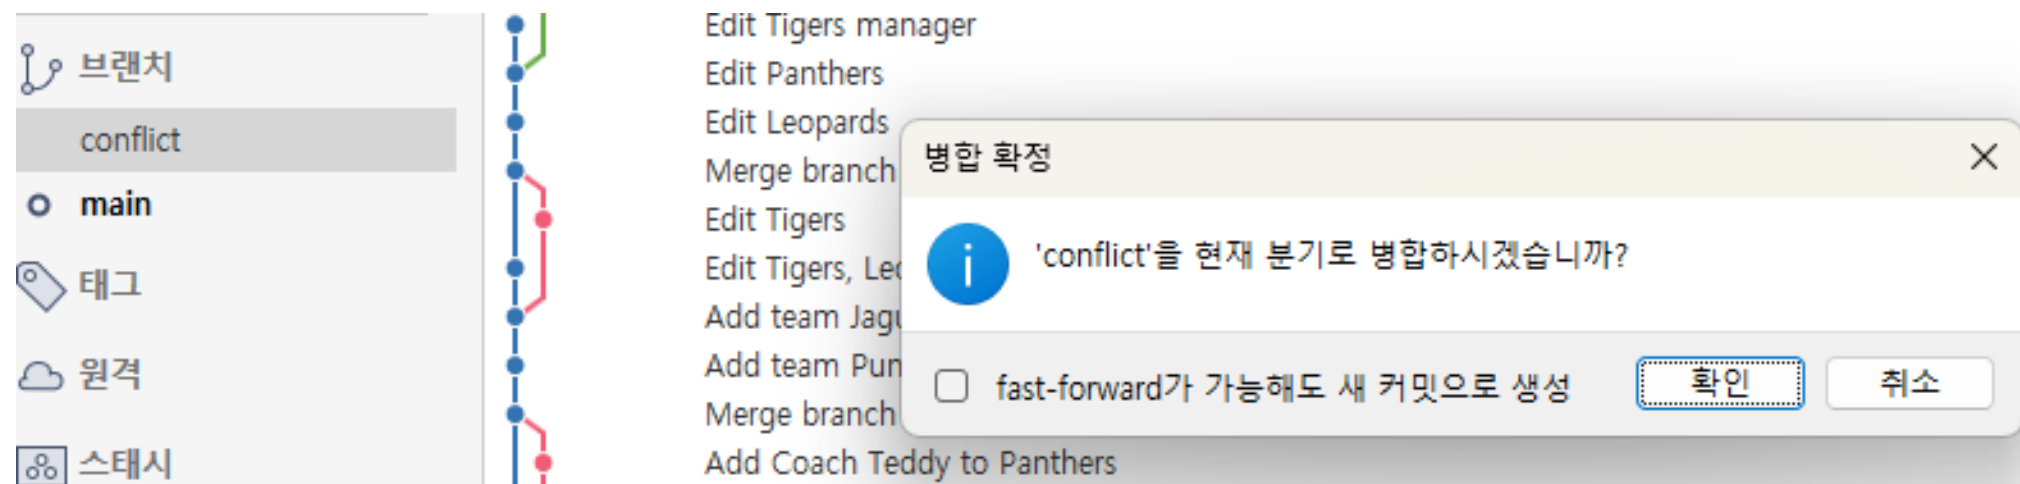 브랜치
conflict
main
태그
원격
스태시
Edit Tigers manager
Edit Panthers
Edit Leopards
Merge branch
Edit Tigers
Edit Tigers,
Add team
Add team
Merge branch
Add Coach Teddy to Panthers
병합 확정
'conflict'을 현재 분기로 병합하시겠습니까?
fast-forward가 가능해도 새 커밋으로 생성
확인
취소